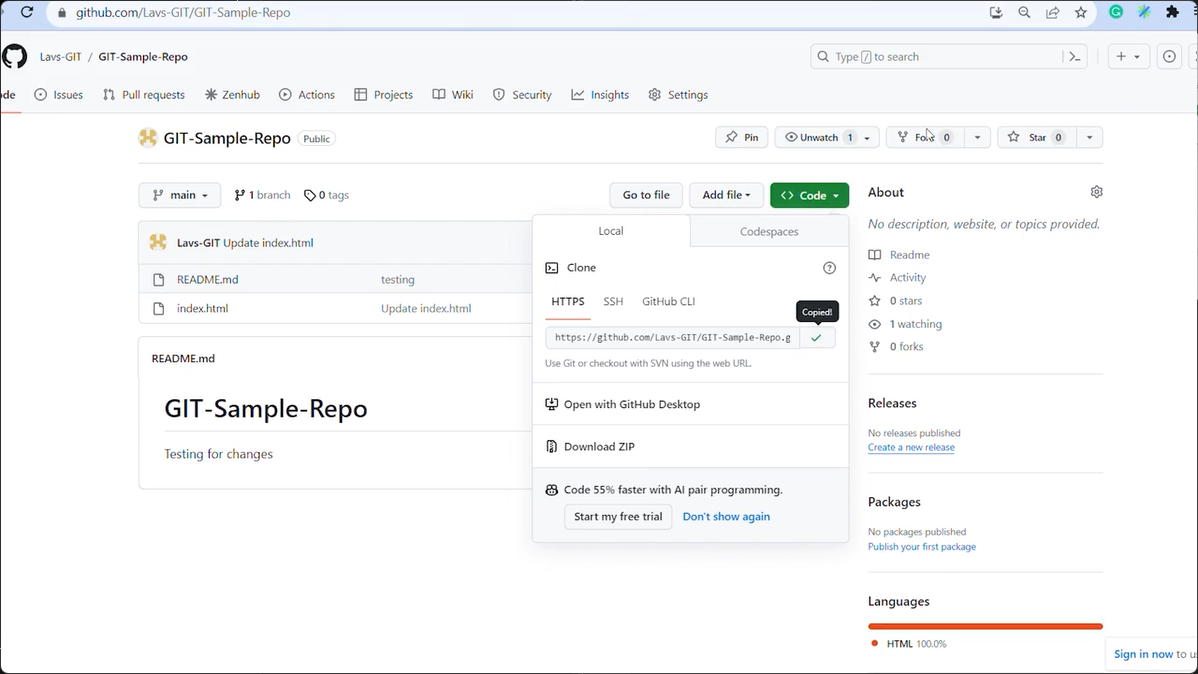 github.com/Lavs-GIT/GIT-Sample-Repo
Lavs-GIT / GIT-Sample-Repo
Type / to search
de Issues Pull requests Zenhub Actions Projects Wiki Security Insights Settings
GIT-Sample-Repo Public
Pin Unwatch 1 Fork 0 Star 0
main 1 branch 0 tags Go to file Add file Code
Lavs-GIT Update index.html
README.md testing
index.html Update index.html
README.md
GIT-Sample-Repo
Testing for changes
Local Codespaces
Clone
HTTPS SSH GitHub CLI
Copied!
https://github.com/Lavs-GIT/GIT-Sample-Repo.g
Use Git or checkout with SVN using the web URL.
Open with GitHub Desktop
Download ZIP
Code 55% faster with AI pair programming.
Start my free trial Don't show again
About
No description, website, or topics provided.
Readme
Activity
0 stars
1 watching
0 forks
Releases
No releases published
Create a new release
Packages
No packages published
Publish your first package
Languages
HTML 100.0%
Sign in now to us